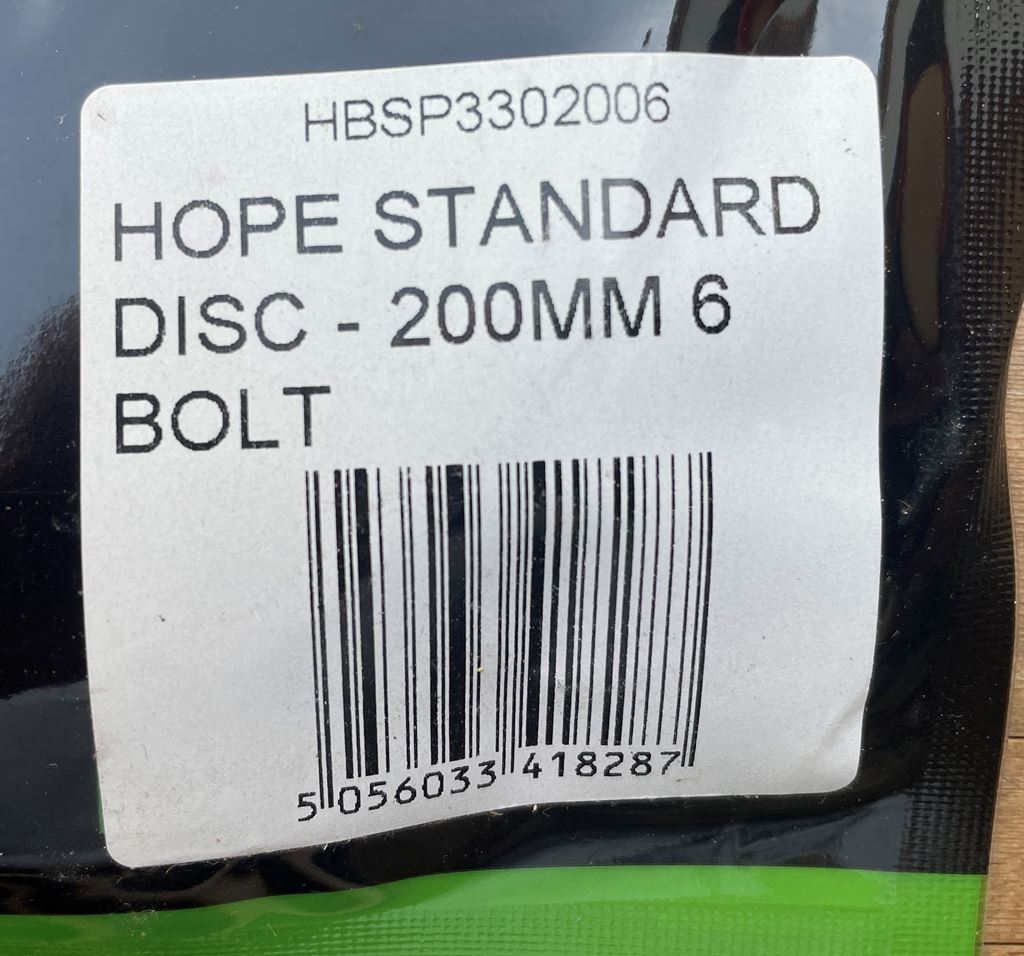 HBSP3302006
HOPE STANDARD
DISC - 200MM 6
BOLT
5 056033 418287